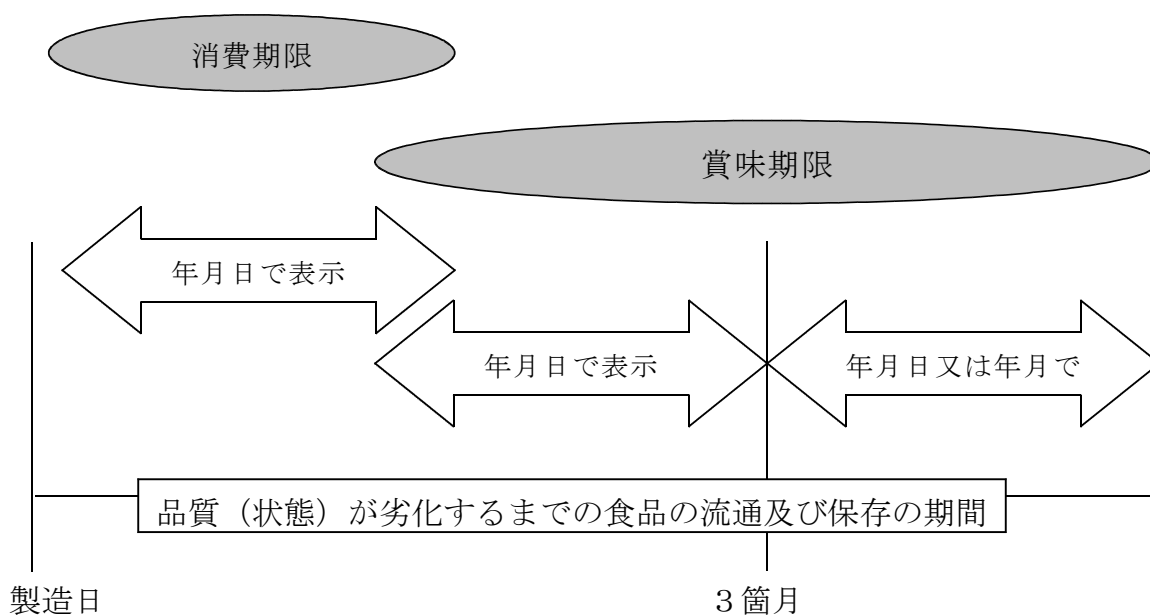 消費期限
賞味期限
年月日で表示
年月日で表示
年月日又は年月で
品質（状態）が劣化するまでの食品の流通及び保存の期間
製造日
３箇月